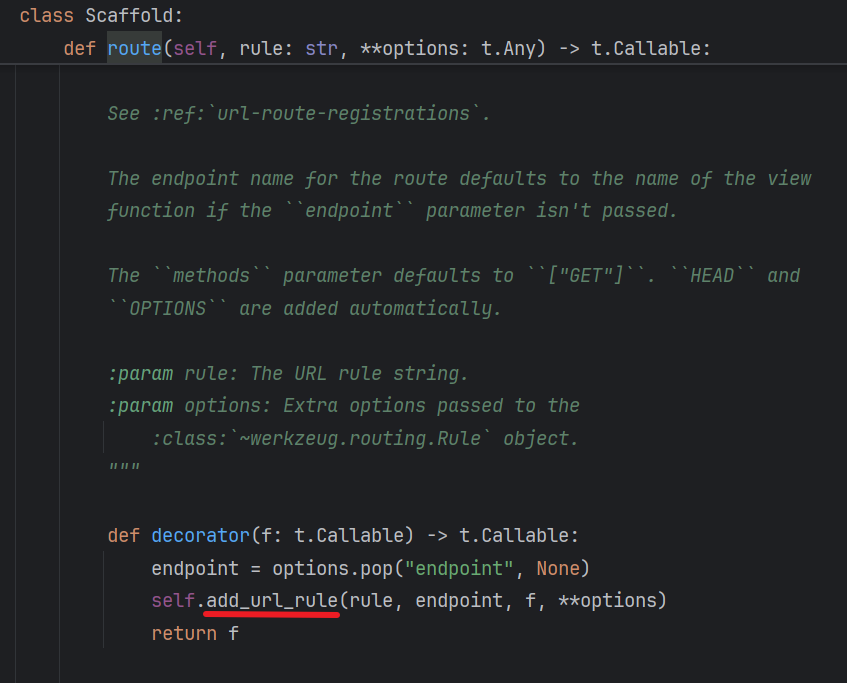 class Scaffold:
def route(self, rule: str, **options: t.Any) -> t.Callable:
See :ref:`url-route-registrations`.
The endpoint name for the route defaults to the name of the view
function if the ``endpoint`` parameter isn't passed.
The ``methods`` parameter defaults to ``["GET"]``. ``HEAD`` and
``OPTIONS`` are added automatically.
:param rule: The URL rule string.
:param options: Extra options passed to the
:class:`~werkzeug.routing.Rule` object.
"""
def decorator(f: t.Callable) -> t.Callable:
endpoint = options.pop("endpoint", None)
self.add_url_rule(rule, endpoint, f, **options)
return f